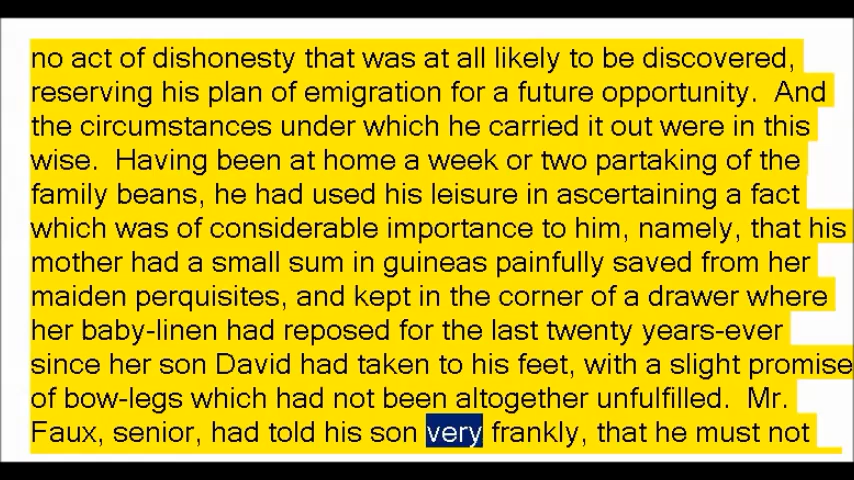 no act of dishonesty that was at all likely to be discovered,
reserving his plan of emigration for a future opportunity.  And
the circumstances under which he carried it out were in this
wise.  Having been at home a week or two partaking of the
family beans, he had used his leisure in ascertaining a fact
which was of considerable importance to him, namely, that his
mother had a small sum in guineas painfully saved from her
maiden perquisites, and kept in the corner of a drawer where
her baby-linen had reposed for the last twenty years-ever
since her son David had taken to his feet, with a slight promise
of bow-legs which had not been altogether unfulfilled.  Mr.
Faux, senior, had told his son very frankly, that he must not